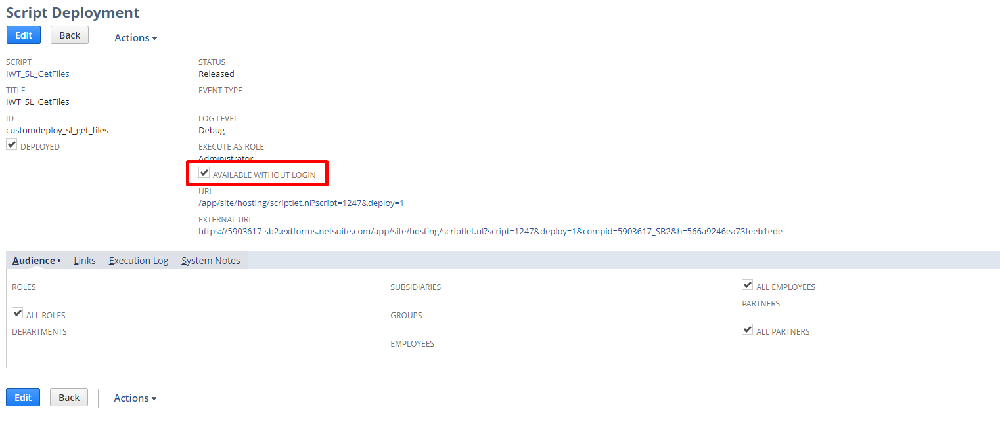 Script Deployment
Edit Back Actions
SCRIPT
IWT_SL_GetFiles
TITLE
IWT_SL_GetFiles
ID
customdeploy_sl_get_files
DEPLOYED
STATUS
Released
EVENT TYPE
LOG LEVEL
Debug
EXECUTE AS ROLE
Administrator
AVAILABLE WITHOUT LOGIN
URL
/app/site/hosting/scriptlet.nl?script=1247&deploy=1
EXTERNAL URL
https://5903617-sb2.extforms.netsuite.com/app/site/hosting/scriptlet.nl?script=1247&deploy=1&compid=5903617_SB2&h=566a9246ea73feeb1ede
Audience • Links Execution Log System Notes
ROLES
ALL ROLES
DEPARTMENTS
SUBSIDIARIES
GROUPS
EMPLOYEES
ALL EMPLOYEES
PARTNERS
ALL PARTNERS
Edit Back Actions